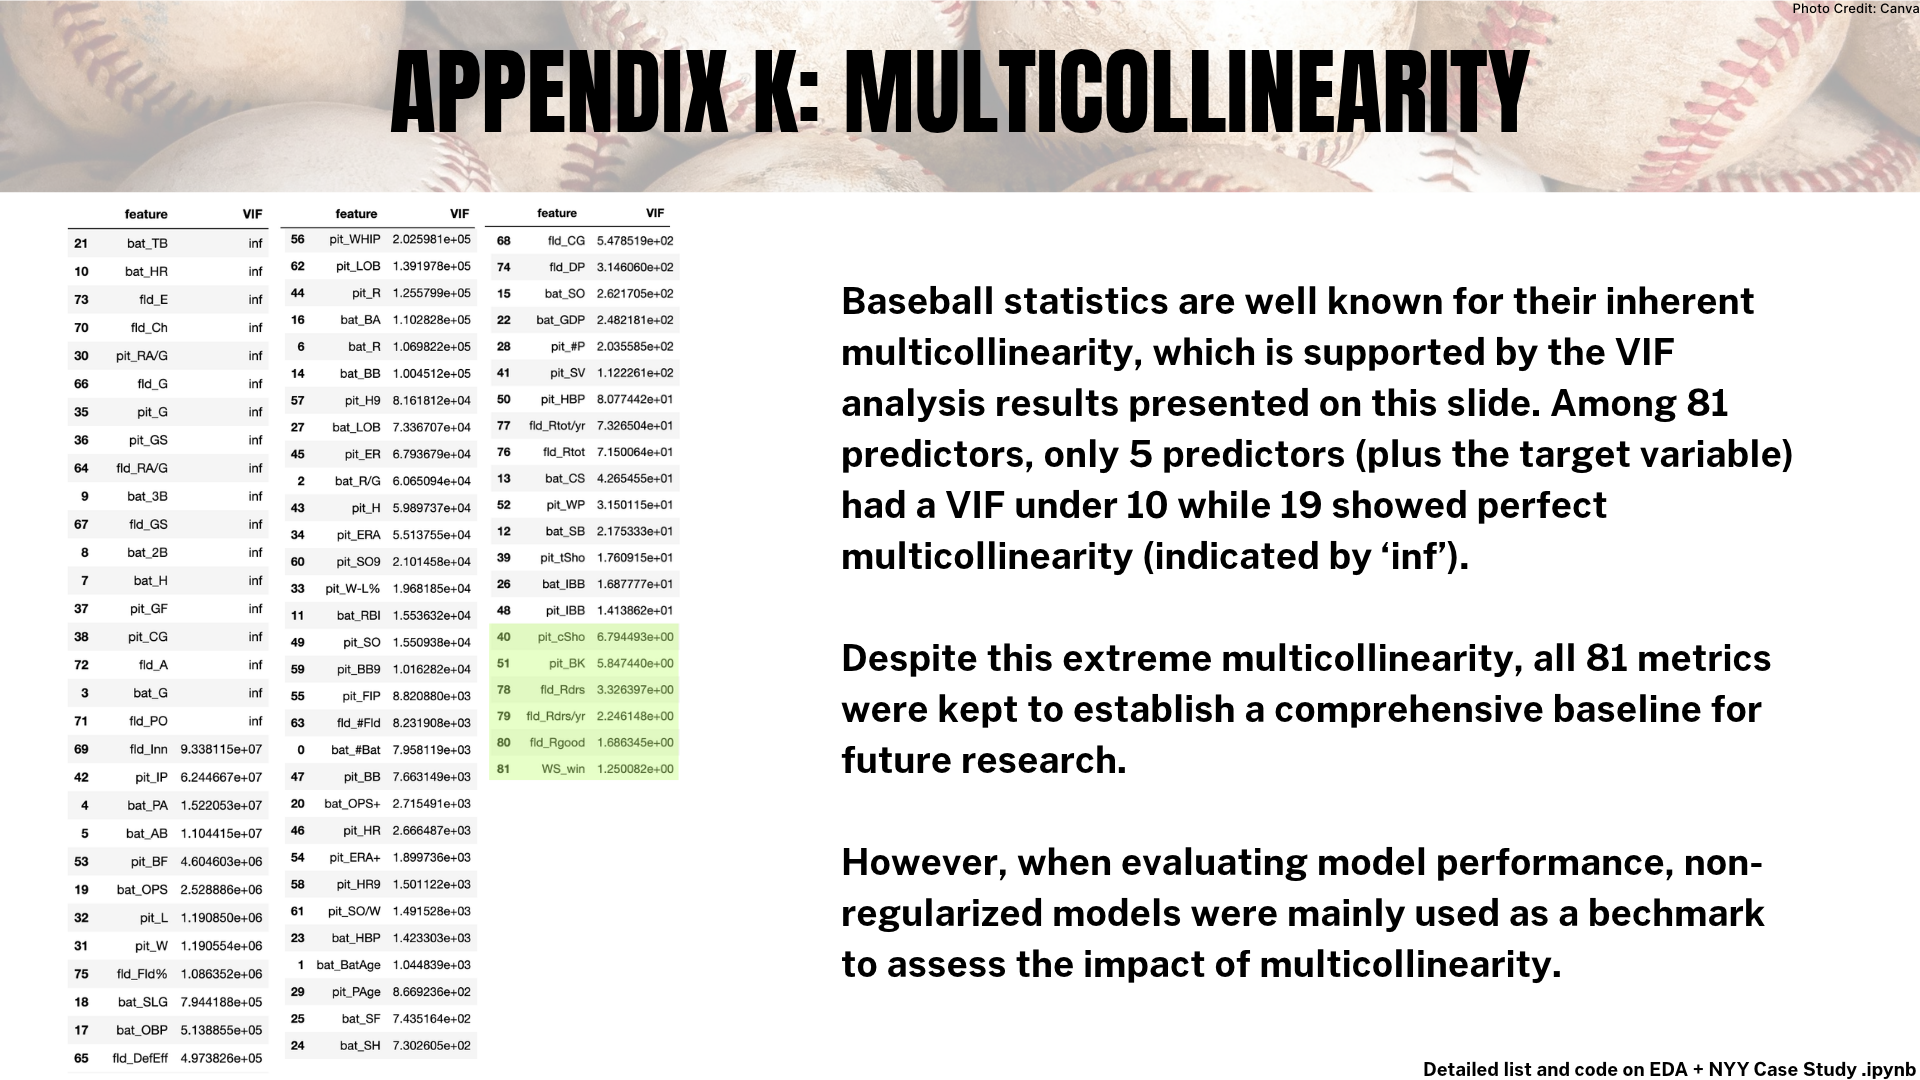 Photo Credit: Canva
APPENDIX K: MULTICOLLINEARITY
feature VIF
21 bat_TB inf
10 bat_HR inf
73 fld_E inf
70 fld_Ch inf
30 pit_RA/G inf
66 fld_G inf
35 pit_G inf
36 pit_GS inf
64 fld_RA/G inf
9 bat_3B inf
67 fld_GS inf
8 bat_2B inf
7 bat_H inf
37 pit_GF inf
38 pit_CG inf
72 fld_A inf
3 bat_G inf
71 fld_PO inf
69 fld_Inn 9.338115e+07
42 pit_IP 6.244667e+07
4 bat_PA 1.522053e+07
5 bat_AB 1.104415e+07
53 pit_BF 4.604603e+06
19 bat_OPS 2.528886e+06
32 pit_L 1.190850e+06
31 pit_W 1.190554e+06
75 fld_Fld% 1.086352e+06
18 bat_SLG 7.944188e+05
17 bat_OBP 5.138855e+05
65 fld_DefEff 4.973826e+05
feature VIF
56 pit_WHIP 2.025981e+05
62 pit_LOB 1.391978e+05
44 pit_R 1.255799e+05
16 bat_BA 1.102828e+05
6 bat_R 1.069822e+05
14 bat_BB 1.004512e+05
57 pit_H9 8.161812e+04
27 bat_LOB 7.336707e+04
45 pit_ER 6.793679e+04
2 bat_R/G 6.065094e+04
43 pit_H 5.989737e+04
34 pit_ERA 5.513755e+04
60 pit_SO9 2.101458e+04
33 pit_W-L% 1.968185e+04
11 bat_RBI 1.553632e+04
49 pit_SO 1.550938e+04
59 pit_BB9 1.016282e+04
55 pit_FIP 8.820880e+03
63 fld_#Fld 8.231908e+03
0 bat_#Bat 7.958119e+03
47 pit_BB 7.663149e+03
20 bat_OPS+ 2.715491e+03
46 pit_HR 2.666487e+03
54 pit_ERA+ 1.899736e+03
58 pit_HR9 1.501122e+03
61 pit_SO/W 1.491528e+03
23 bat_HBP 1.423303e+03
1 bat_BatAge 1.044839e+03
29 pit_PAge 8.669236e+02
25 bat_SF 7.435164e+02
24 bat_SH 7.302605e+02
feature VIF
68 fld_CG 5.478519e+02
74 fld_DP 3.146060e+02
15 bat_SO 2.621705e+02
22 bat_GDP 2.482181e+02
28 pit_#P 2.035585e+02
41 pit_SV 1.122261e+02
50 pit_HBP 8.077442e+01
77 fld_Rtot/yr 7.326504e+01
76 fld_Rtot 7.150064e+01
13 bat_CS 4.265455e+01
52 pit_WP 3.150115e+01
12 bat_SB 2.175333e+01
39 pit_tSho 1.760915e+01
26 bat_IBB 1.687777e+01
48 pit_IBB 1.413862e+01
40 pit_cSho 6.794493e+00
51 pit_BK 5.847440e+00
78 fld_Rdrs 3.326397e+00
79 fld_Rdrs/yr 2.246148e+00
80 fld_Rgood 1.686345e+00
81 WS_win 1.250082e+00
Baseball statistics are well known for their inherent
multicollinearity, which is supported by the VIF
analysis results presented on this slide. Among 81
predictors, only 5 predictors (plus the target variable)
had a VIF under 10 while 19 showed perfect
multicollinearity (indicated by ‘inf’).
Despite this extreme multicollinearity, all 81 metrics
were kept to establish a comprehensive baseline for
future research.
However, when evaluating model performance, non-
regularized models were mainly used as a bechmark
to assess the impact of multicollinearity.
Detailed list and code on EDA + NYY Case Study .ipynb